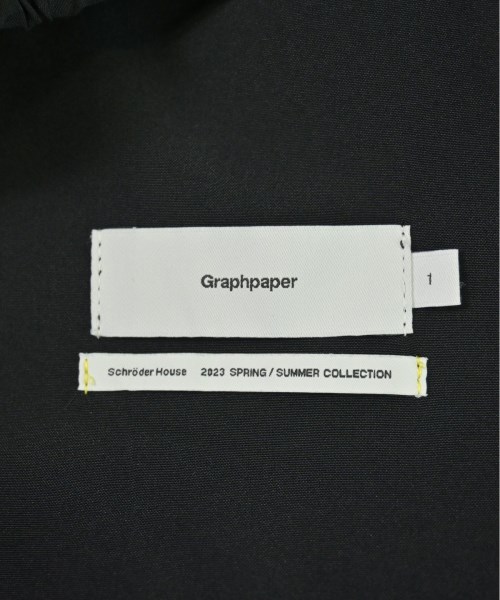 Graphpaper
1
Schröder House 2023 SPRING / SUMMER COLLECTION